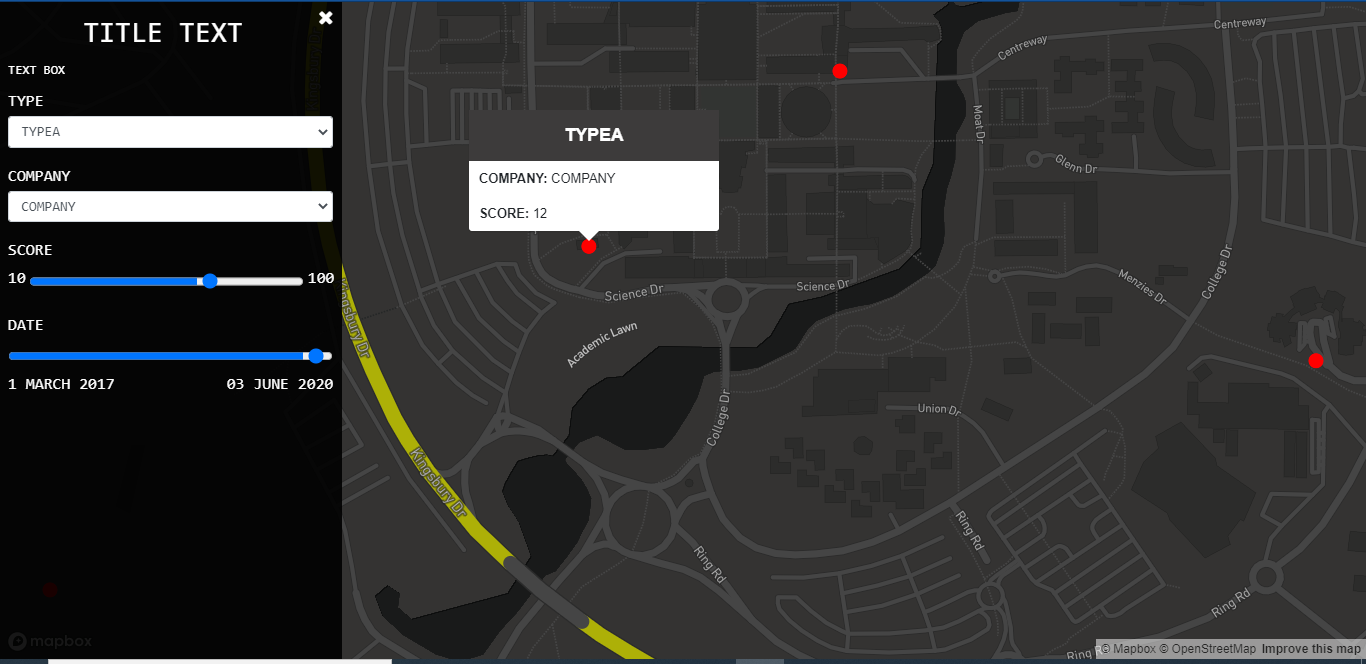 TITLE TEXT
TEXT BOX
TYPE
TYPEA
COMPANY
COMPANY
SCORE
10 100
DATE
1 MARCH 2017 03 JUNE 2020
mapbox
TYPEA
COMPANY: COMPANY
SCORE: 12
Centreway
Centreway
Moat Dr
Glenn Dr
College Dr
Menzies Dr
Science Dr
Science Dr
Academic Lawn
Kingsbury Dr
College Dr
Union Dr
Kingsbury Dr
Ring Rd
Ring Rd
Ring Rd
Ring R
© Mapbox © OpenStreetMap Improve this map